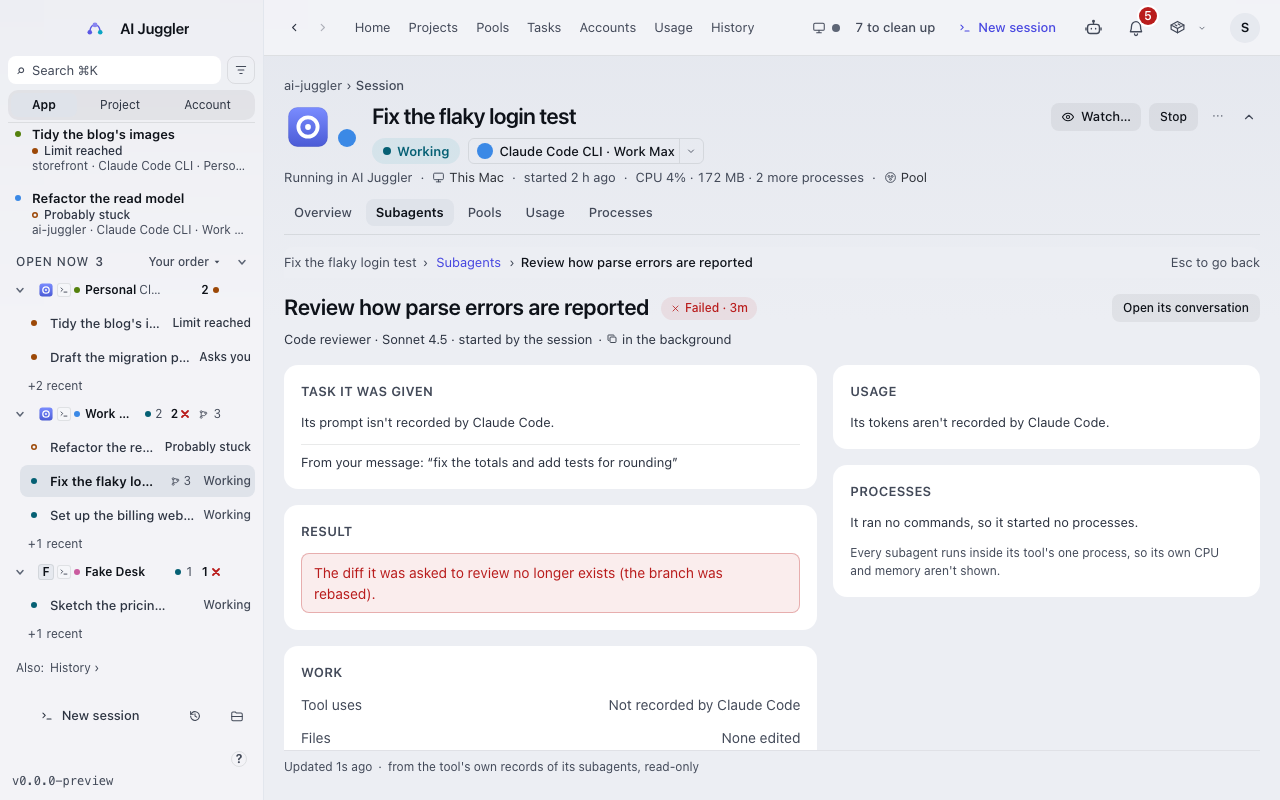 AI Juggler
Search ⌘K
App Project Account
Tidy the blog's images
Limit reached
storefront · Claude Code CLI · Perso…
Refactor the read model
Probably stuck
ai-juggler · Claude Code CLI · Work …
OPEN NOW 3 Your order
Personal Cl… 2
Tidy the blog's i… Limit reached
Draft the migration p… Asks you
+2 recent
Work … 2 2 3
Refactor the re… Probably stuck
Fix the flaky lo… 3 Working
Set up the billing web… Working
+1 recent
F Fake Desk 1 1
Sketch the pricin… Working
+1 recent
Also: History ›
New session
?
v0.0.0-preview
Home Projects Pools Tasks Accounts Usage History
7 to clean up New session 5 S
ai-juggler › Session
Fix the flaky login test
Watch… Stop ···
Working Claude Code CLI · Work Max
Running in AI Juggler · This Mac · started 2 h ago · CPU 4% · 172 MB · 2 more processes · Pool
Overview Subagents Pools Usage Processes
Fix the flaky login test › Subagents › Review how parse errors are reported Esc to go back
Review how parse errors are reported × Failed · 3m Open its conversation
Code reviewer · Sonnet 4.5 · started by the session · in the background
TASK IT WAS GIVEN
Its prompt isn't recorded by Claude Code.
From your message: “fix the totals and add tests for rounding”
RESULT
The diff it was asked to review no longer exists (the branch was
rebased).
WORK
Tool uses Not recorded by Claude Code
Files None edited
USAGE
Its tokens aren't recorded by Claude Code.
PROCESSES
It ran no commands, so it started no processes.
Every subagent runs inside its tool's one process, so its own CPU
and memory aren't shown.
Updated 1s ago · from the tool's own records of its subagents, read-only